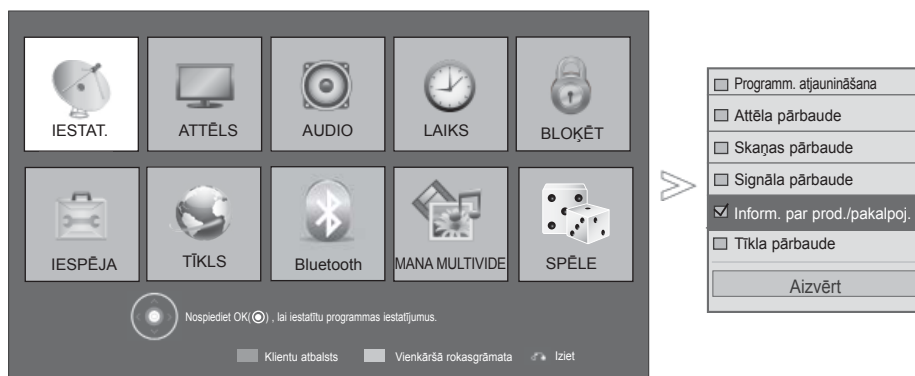 IESTAT.
ATTĒLS
AUDIO
LAIKS
BLOĶĒT
IESPĒJA
TĪKLS
Bluetooth
MANA MULTIVIDE
SPĒLE
Nospiediet OK( ) , lai iestatītu programmas iestatījumus.
Klientu atbalsts
Vienkāršā rokasgrāmata
Iziet
Programm. atjaunināšana
Attēla pārbaude
Skaņas pārbaude
Signāla pārbaude
Inform. par prod./pakalpoj.
Tīkla pārbaude
Aizvērt